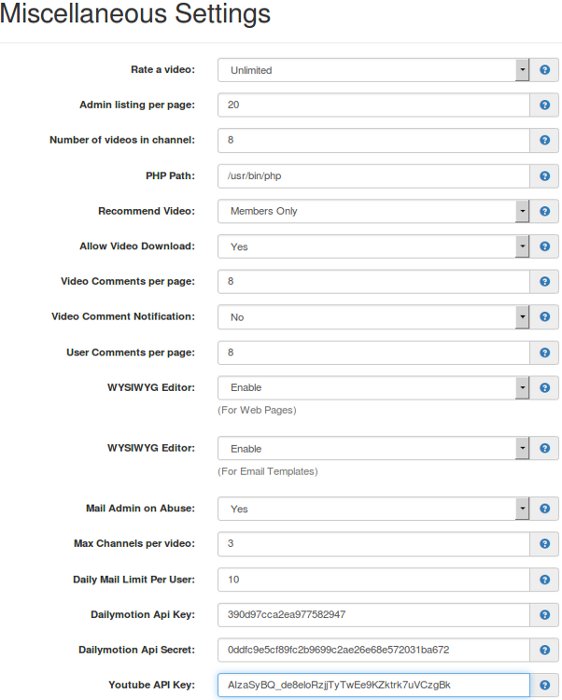 Miscellaneous Settings
Rate a video: Unlimited
Admin listing per page: 20
Number of videos in channel: 8
PHP Path: /usr/bin/php
Recommend Video: Members Only
Allow Video Download: Yes
Video Comments per page: 8
Video Comment Notification: No
User Comments per page: 8
WYSIWYG Editor: Enable
(For Web Pages)
WYSIWYG Editor: Enable
(For Email Templates)
Mail Admin on Abuse: Yes
Max Channels per video: 3
Daily Mail Limit Per User: 10
Dailymotion Api Key: 390d97cca2ea977582947
Dailymotion Api Secret: 0ddfc9e5cf89fc2b9699c2ae26e68e572031ba672
Youtube API Key: AIzaSyBQ_de8eloRzjjTyTwEe9KZktrk7uVCzgBk